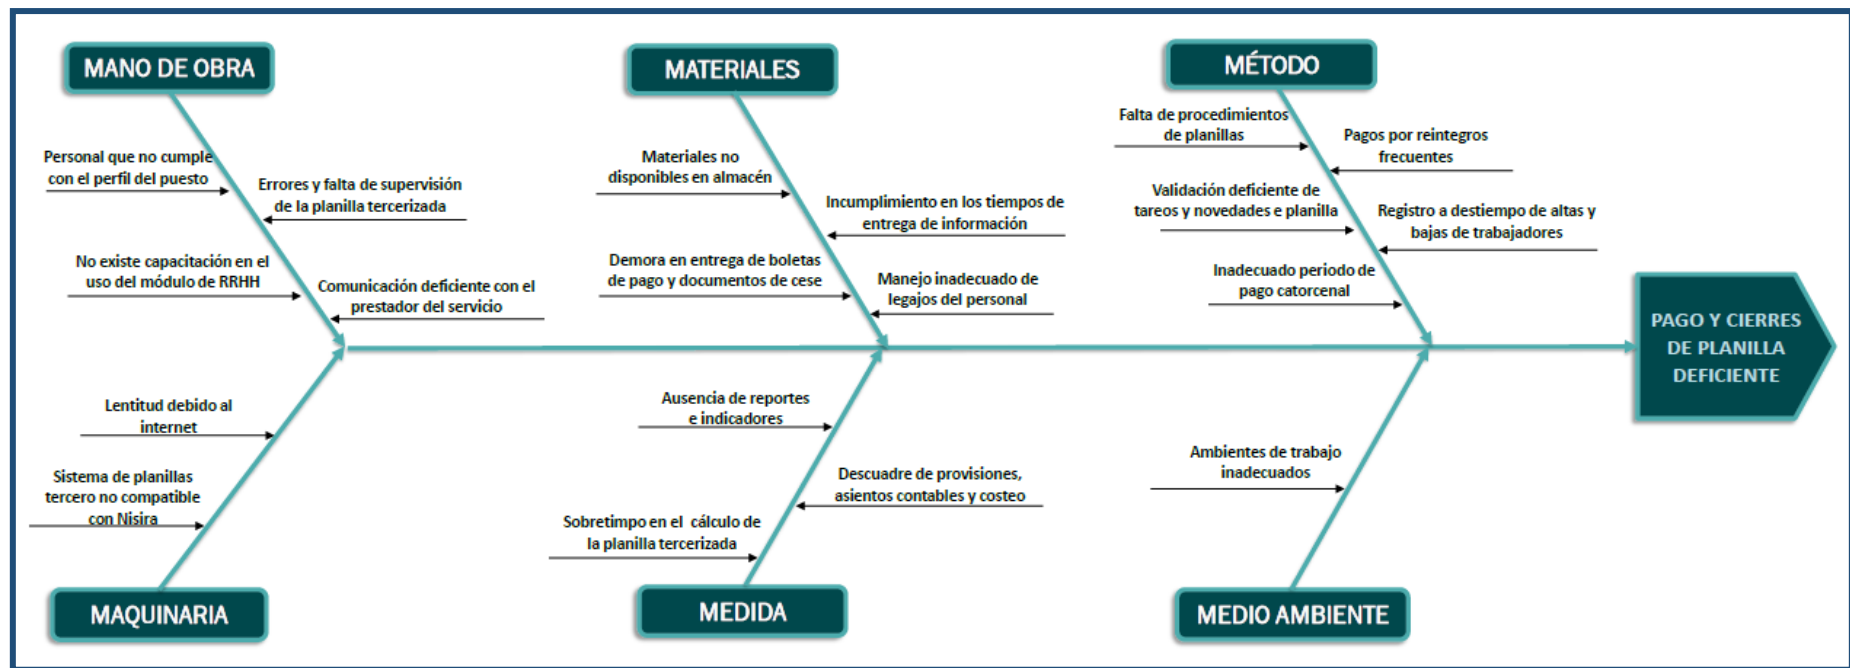 MANO DE OBRA
MATERIALES
MÉTODO
Personal que no cumple
con el perfil del puesto
Errores y falta de supervisión
de la planilla tercerizada
No existe capacitación en el
uso del módulo de RRHH
Comunicación deficiente con el
prestador del servicio
Materiales no
disponibles en almacén
Incumplimiento en los tiempos de
entrega de información
Demora en entrega de boletas
de pago y documentos de cese
Manejo inadecuado de
legajos del personal
Falta de procedimientos
de planillas
Pagos por reintegros
frecuentes
Validación deficiente de
tareos y novedades e planilla
Registro a destiempo de altas y
bajas de trabajadores
Inadecuado periodo de
pago catorcenal
PAGO Y CIERRES
DE PLANILLA
DEFICIENTE
Lentitud debido al
internet
Sistema de planillas
tercero no compatible
con Nisira
Ausencia de reportes
e indicadores
Descuadre de provisiones,
asientos contables y costeo
Sobretimpo en el cálculo de
la planilla tercerizada
Ambientes de trabajo
inadecuados
MAQUINARIA
MEDIDA
MEDIO AMBIENTE